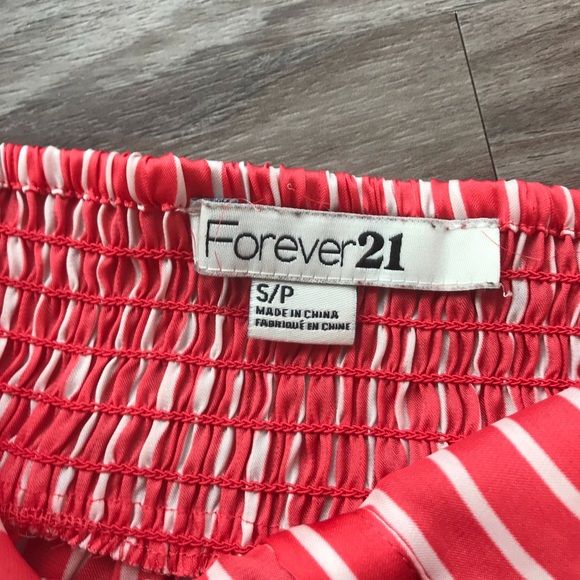 Forever21
S/P
MADE IN CHINA
FABRIQUÉ EN CHINE